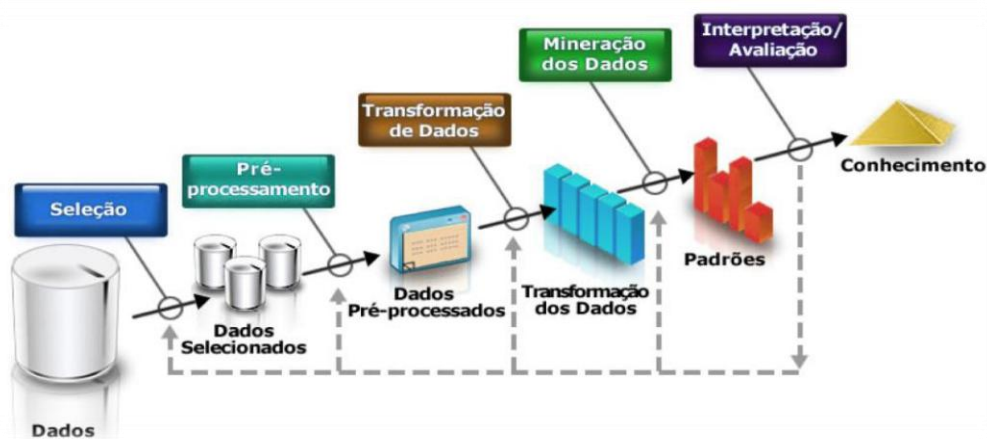 Interpretação/
Avaliação
Mineração
dos Dados
Transformação
de Dados
Pré-
processamento
Seleção
Conhecimento
Padrões
Transformação
dos Dados
Dados
Pré-processados
Dados
Selecionados
Dados